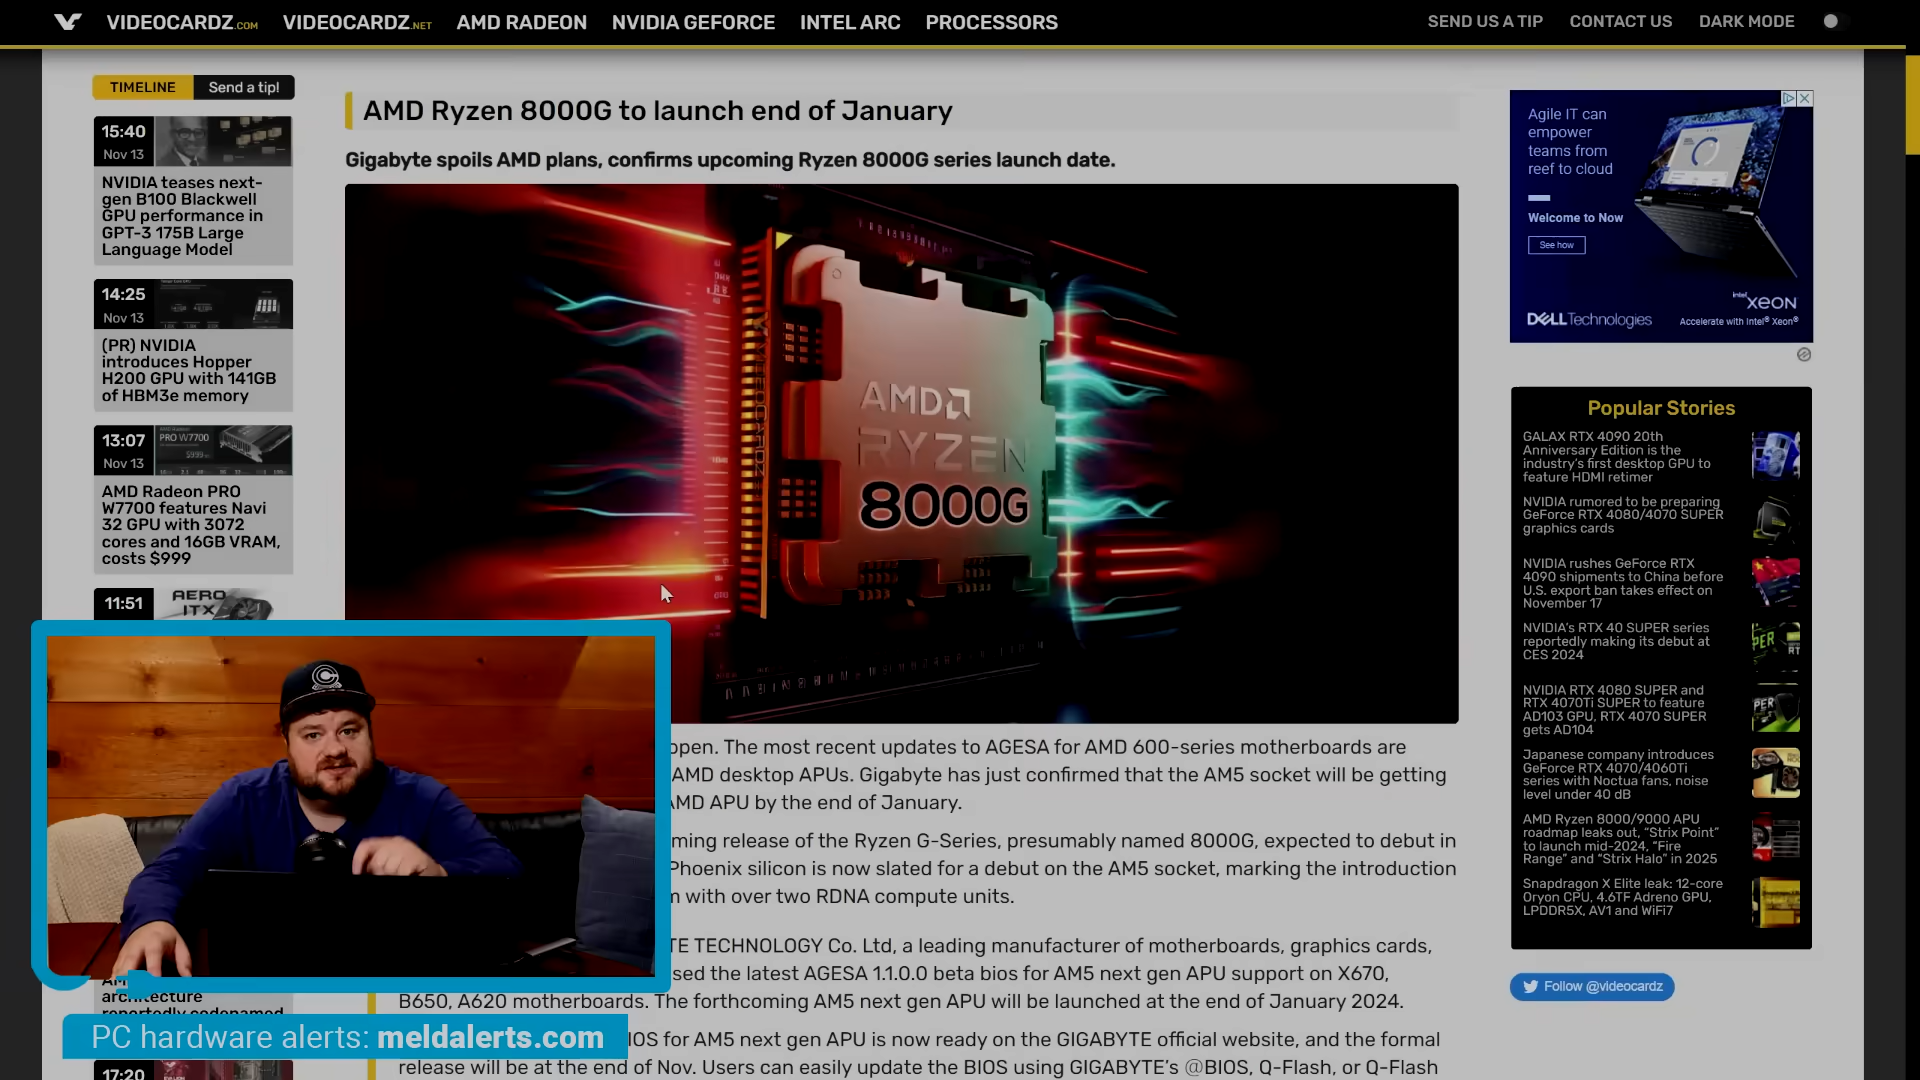 VIDEOCARDZ.COM VIDEOCARDZ.NET AMD RADEON NVIDIA GEFORCE INTEL ARC PROCESSORS SEND US A TIP CONTACT US DARK MODE
TIMELINE Send a tip!
15:40
Nov 13
NVIDIA teases next-
gen B100 Blackwell
GPU performance in
GPT-3 175B Large
Language Model
14:25
Nov 13
(PR) NVIDIA
introduces Hopper
H200 GPU with 141GB
of HBM3e memory
13:07
Nov 13
PRO W7700
$999
AMD Radeon PRO
W7700 features Navi
32 GPU with 3072
cores and 16GB VRAM,
costs $999
11:51
AERO
ITX
architecture
reportedly codenamed
17:20
AMD Ryzen 8000G to launch end of January
Gigabyte spoils AMD plans, confirms upcoming Ryzen 8000G series launch date.
VIDEOCARDZ
AMD
RYZEN
8000G
open. The most recent updates to AGESA for AMD 600-series motherboards are
AMD desktop APUs. Gigabyte has just confirmed that the AM5 socket will be getting
AMD APU by the end of January.
ming release of the Ryzen G-Series, presumably named 8000G, expected to debut in
Phoenix silicon is now slated for a debut on the AM5 socket, marking the introduction
m with over two RDNA compute units.
TE TECHNOLOGY Co. Ltd, a leading manufacturer of motherboards, graphics cards,
sed the latest AGESA 1.1.0.0 beta bios for AM5 next gen APU support on X670,
B650, A620 motherboards. The forthcoming AM5 next gen APU will be launched at the end of January 2024.
IOS for AM5 next gen APU is now ready on the GIGABYTE official website, and the formal
release will be at the end of Nov. Users can easily update the BIOS using GIGABYTE's @BIOS, Q-Flash, or Q-Flash
PC hardware alerts: meldalerts.com
Agile IT can
empower
teams from
reef to cloud
Welcome to Now
See how
intel XEON
DELL Technologies Accelerate with Intel® Xeon®
Popular Stories
GALAX RTX 4090 20th
Anniversary Edition is the
industry's first desktop GPU to
feature HDMI retimer
NVIDIA rumored to be preparing
GeForce RTX 4080/4070 SUPER
graphics cards
NVIDIA rushes GeForce RTX
4090 shipments to China before
U.S. export ban takes effect on
November 17
NVIDIA's RTX 40 SUPER series
reportedly making its debut at
CES 2024
NVIDIA RTX 4080 SUPER and
RTX 4070Ti SUPER to feature
AD103 GPU, RTX 4070 SUPER
gets AD104
Japanese company introduces
GeForce RTX 4070/4060Ti
series with Noctua fans, noise
level under 40 dB
AMD Ryzen 8000/9000 APU
roadmap leaks out, "Strix Point"
to launch mid-2024, "Fire
Range" and "Strix Halo" in 2025
Snapdragon X Elite leak: 12-core
Oryon CPU, 4.6TF Adreno GPU,
LPDDR5X, AV1 and WiFi7
Follow @videocardz